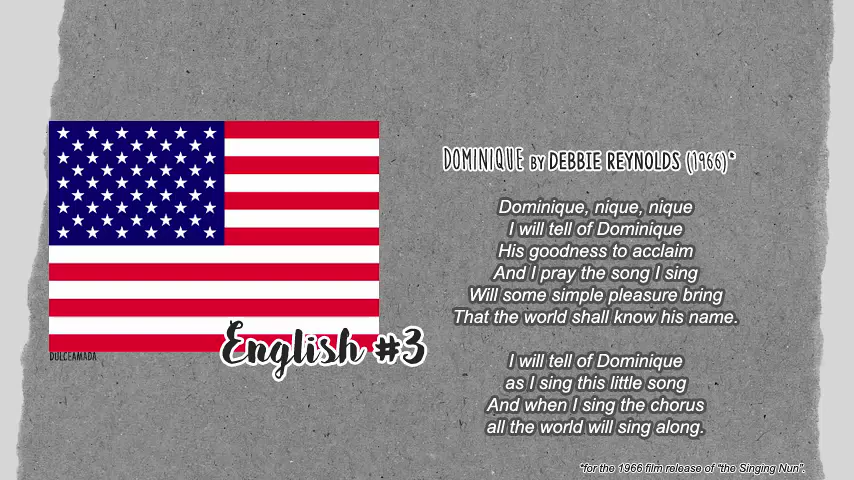 DOMINIQUE BY DEBBIE REYNOLDS (1966)*
Dominique, nique, nique
I will tell of Dominique
His goodness to acclaim
And I pray the song I sing
Will some simple pleasure bring
That the world shall know his name.
I will tell of Dominique
as I sing this little song
And when I sing the chorus
all the world will sing along.
English #3
DULCEAMADA
*for the 1966 film release of "the Singing Nun".